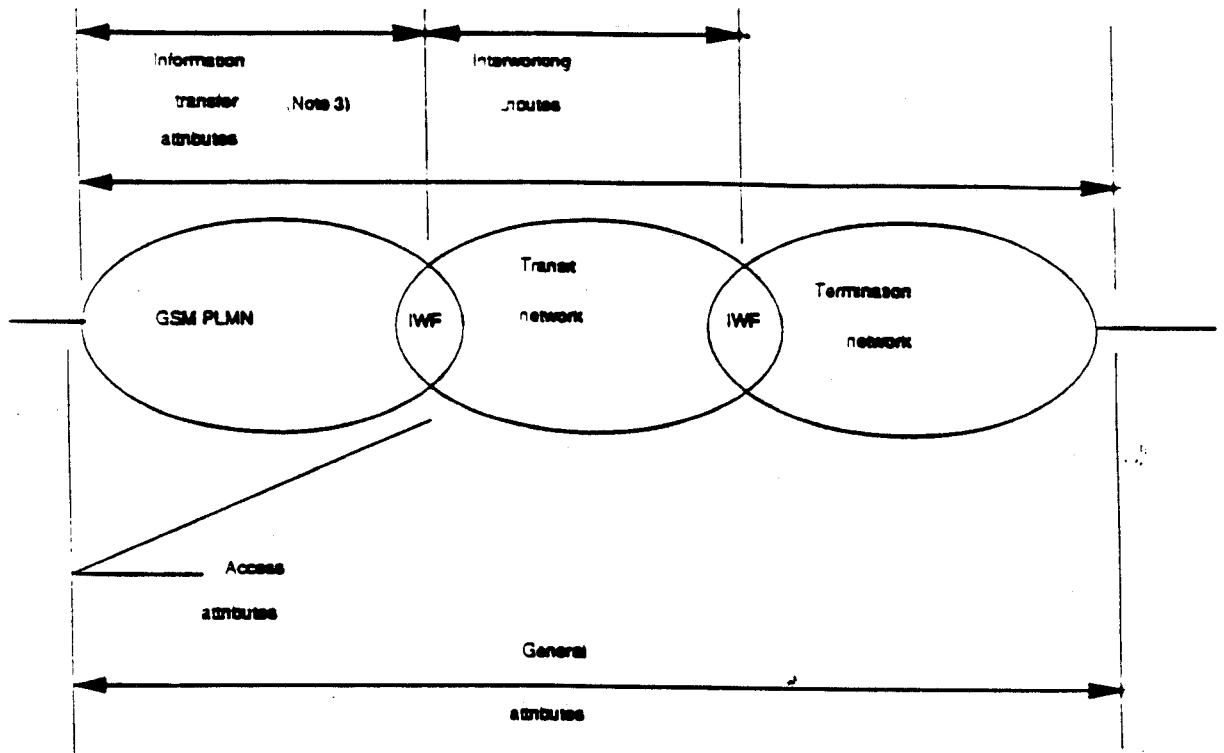 Information
Interworking
transfer (Note 3)
attributes
GSM PLMN
IWF
Transit
network
IWF
Termination
network
Access
attributes
General
attributes